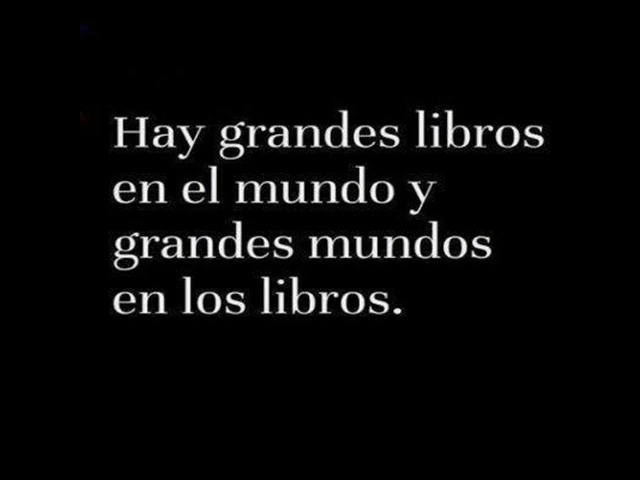 Hay grandes libros
en el mundo y
grandes mundos
en los libros.